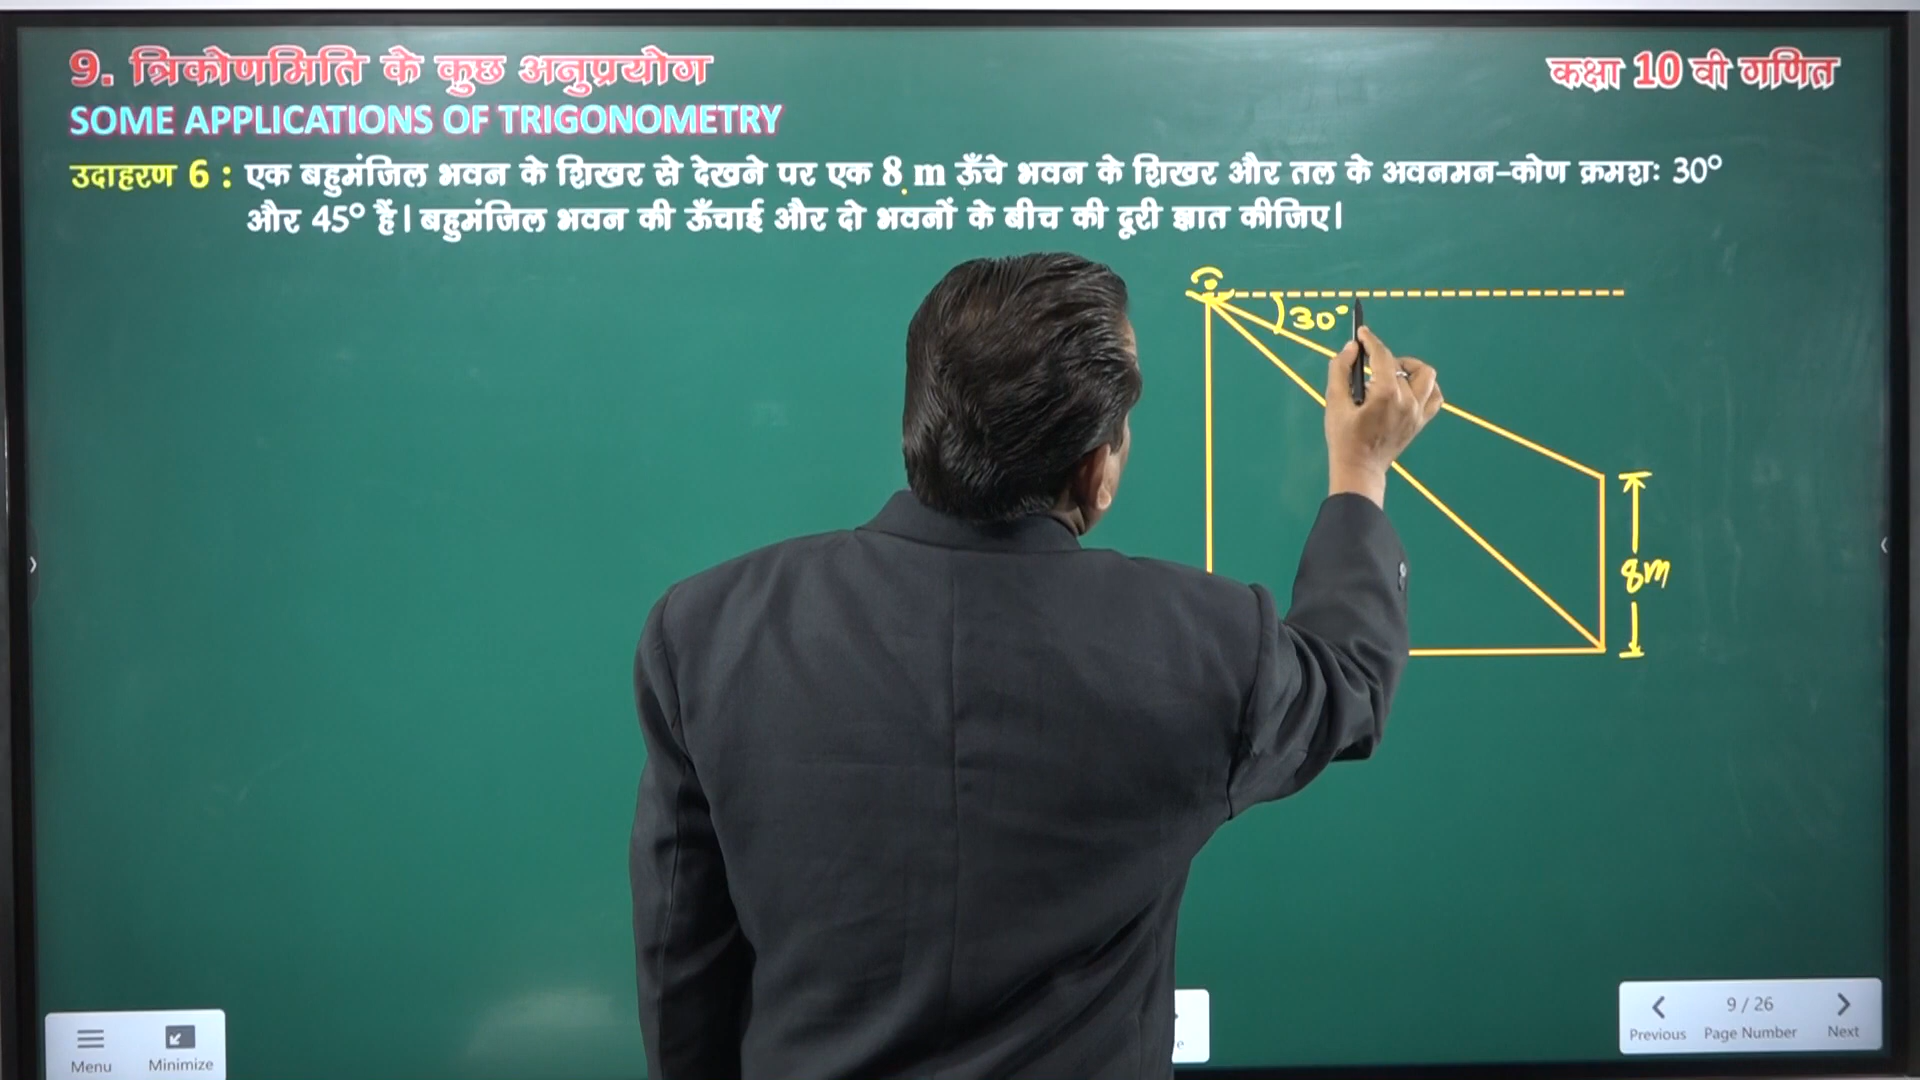 9. त्रिकोणमिति के कुछ अनुप्रयोग
कक्षा 10 वी गणित
SOME APPLICATIONS OF TRIGONOMETRY
उदाहरण 6 : एक बहुमंजिल भवन के शिखर से देखने पर एक 8 m ऊँचे भवन के शिखर और तल के अवनमन-कोण क्रमशः 30°
और 45° हैं। बहुमंजिल भवन की ऊँचाई और दो भवनों के बीच की दूरी ज्ञात कीजिए।
30°
8m
Menu
Minimize
Previous
9 / 26
Page Number
Next